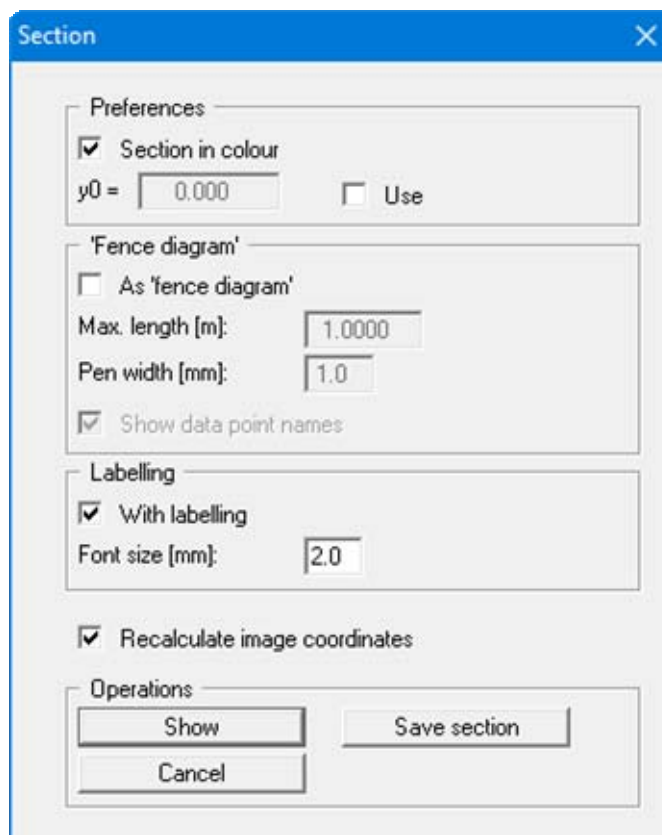 Section
Preferences
Section in colour
y0 = 0.000 Use
'Fence diagram'
As 'fence diagram'
Max. length [m]: 1.0000
Pen width [mm]: 1.0
Show data point names
Labelling
With labelling
Font size [mm]: 2.0
Recalculate image coordinates
Operations
Show Save section
Cancel